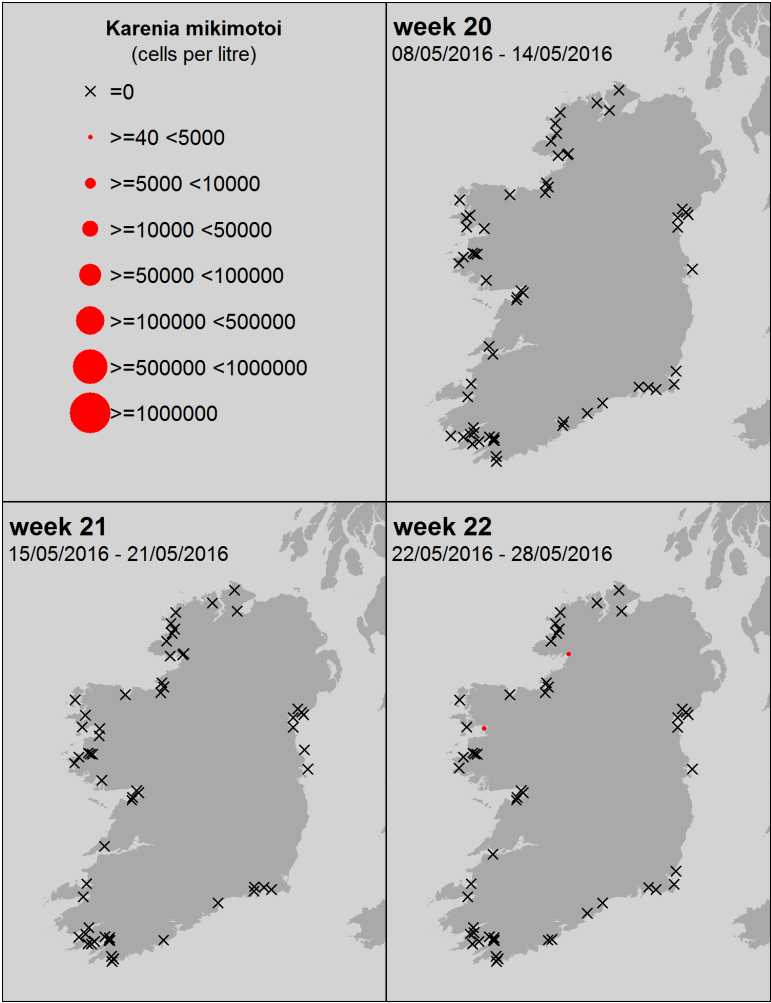 Karenia mikimotoi
(cells per litre)
=0
>=40 <5000
>=5000 <10000
>=10000 <50000
>=50000 <100000
>=100000 <500000
>=500000 <1000000
>=1000000
week 20
08/05/2016 - 14/05/2016
week 21
15/05/2016 - 21/05/2016
week 22
22/05/2016 - 28/05/2016